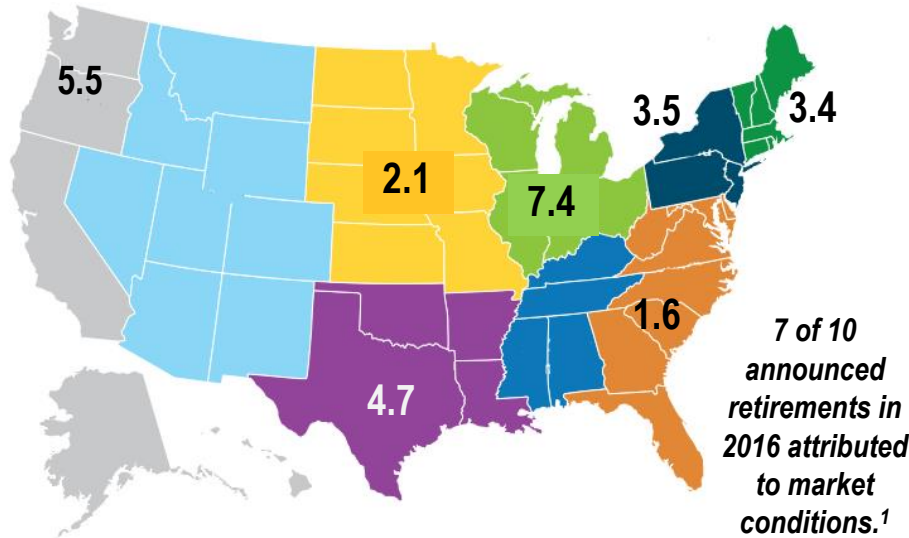 5.5
3.5
3.4
2.1
7.4
1.6
4.7
7 of 10
announced
retirements in
2016 attributed
to market
conditions.¹